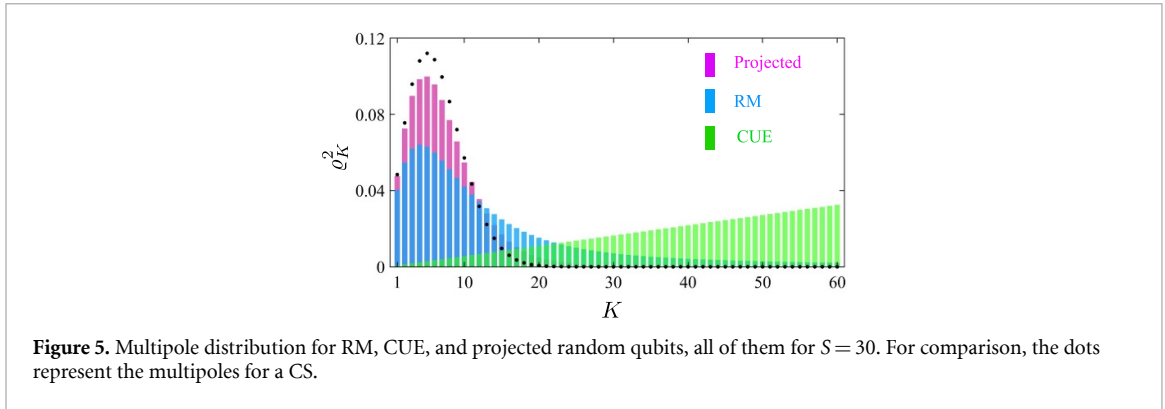 0.12
0.08
0.04
0
ϱ²_K
Projected
RM
CUE
1 10 20 30 40 50 60
K
Figure 5. Multipole distribution for RM, CUE, and projected random qubits, all of them for S = 30. For comparison, the dots
represent the multipoles for a CS.